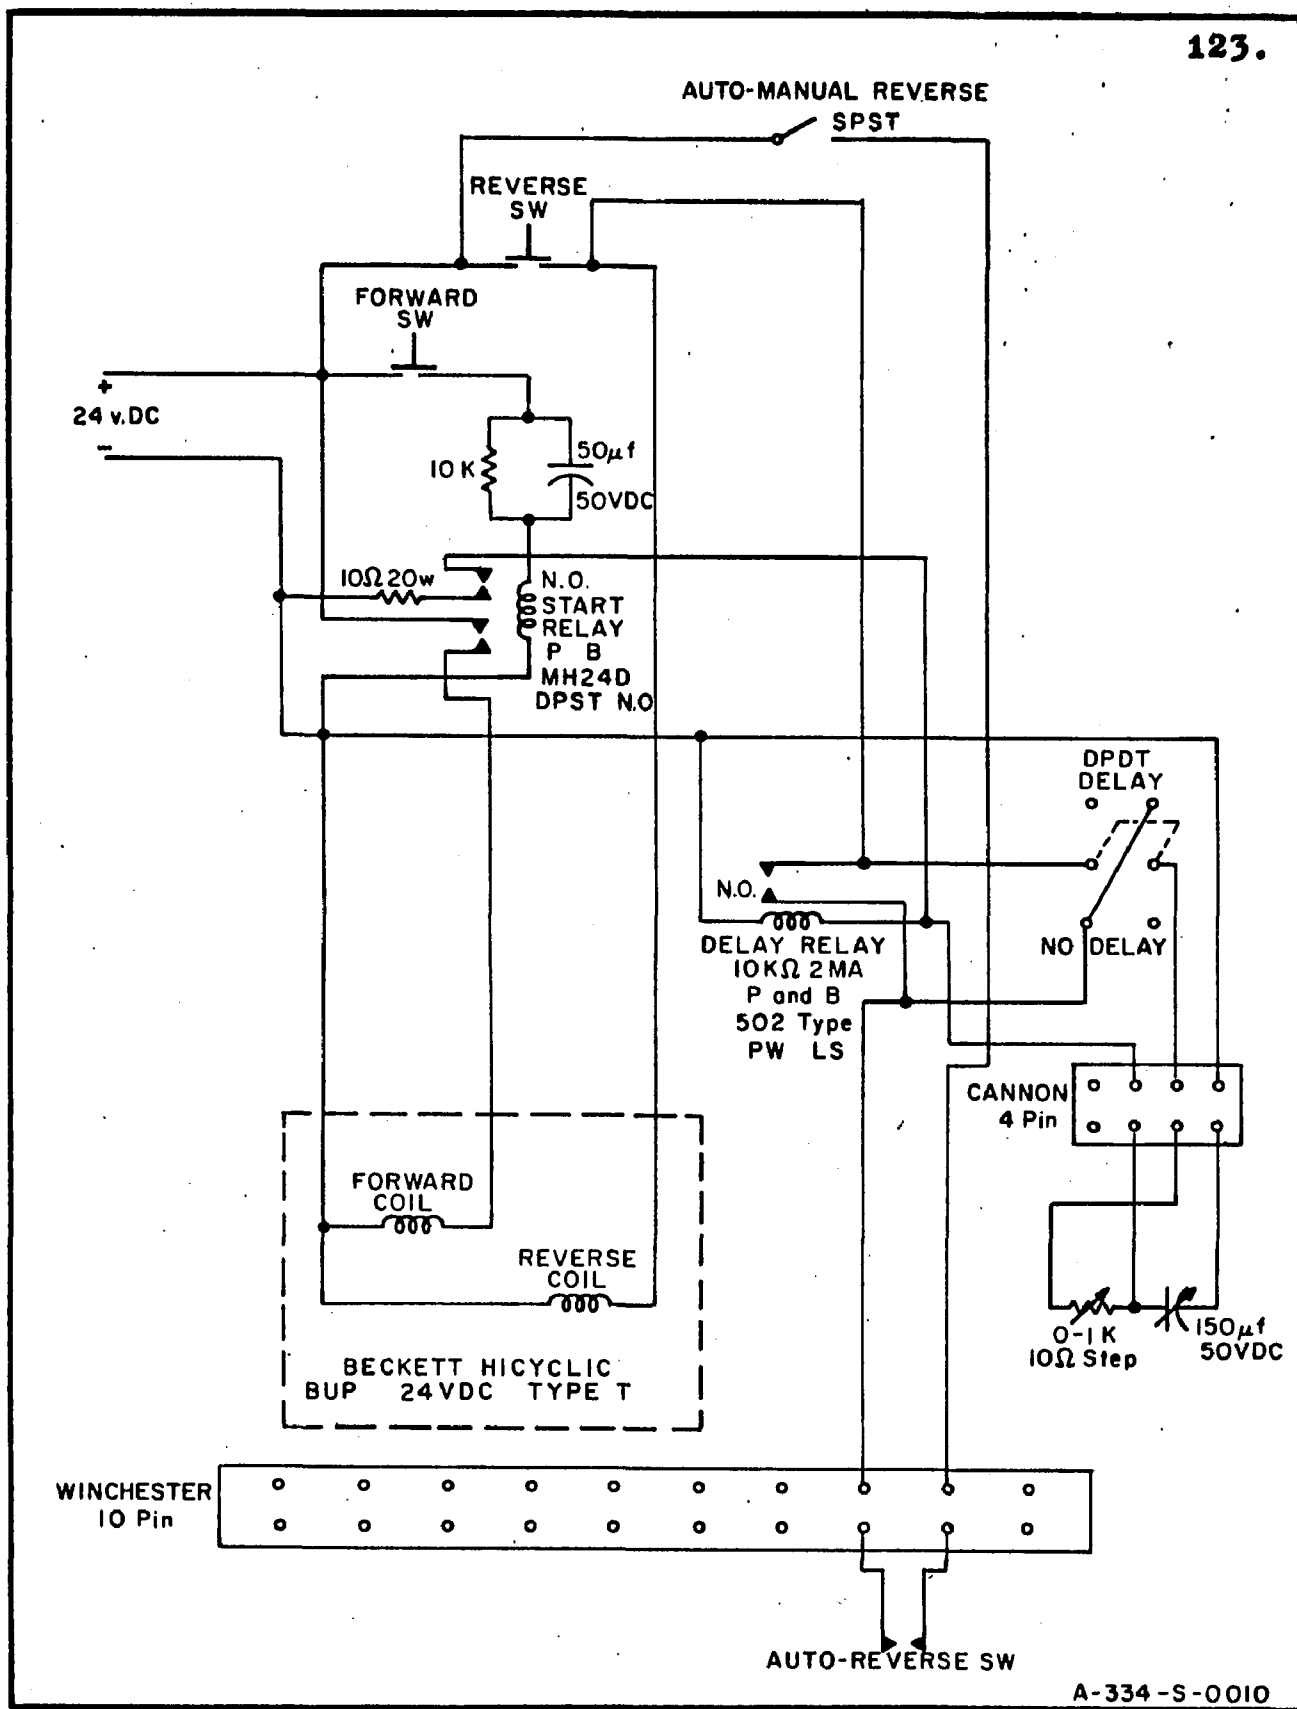 123.
AUTO-MANUAL REVERSE
SPST
REVERSE
SW
FORWARD
SW
+
24 v.DC
-
10 K
50µf
50VDC
10Ω 20w
N.O.
START
RELAY
P B
MH24D
DPST N.O
DPDT
DELAY
N.O.
NO DELAY
DELAY RELAY
10KΩ 2MA
P and B
502 Type
PW LS
CANNON
4 Pin
FORWARD
COIL
REVERSE
COIL
0-1 K
10Ω Step
150µf
50VDC
BECKETT HICYCLIC
BUP 24VDC TYPE T
WINCHESTER
10 Pin
AUTO-REVERSE SW
A-334-S-0010